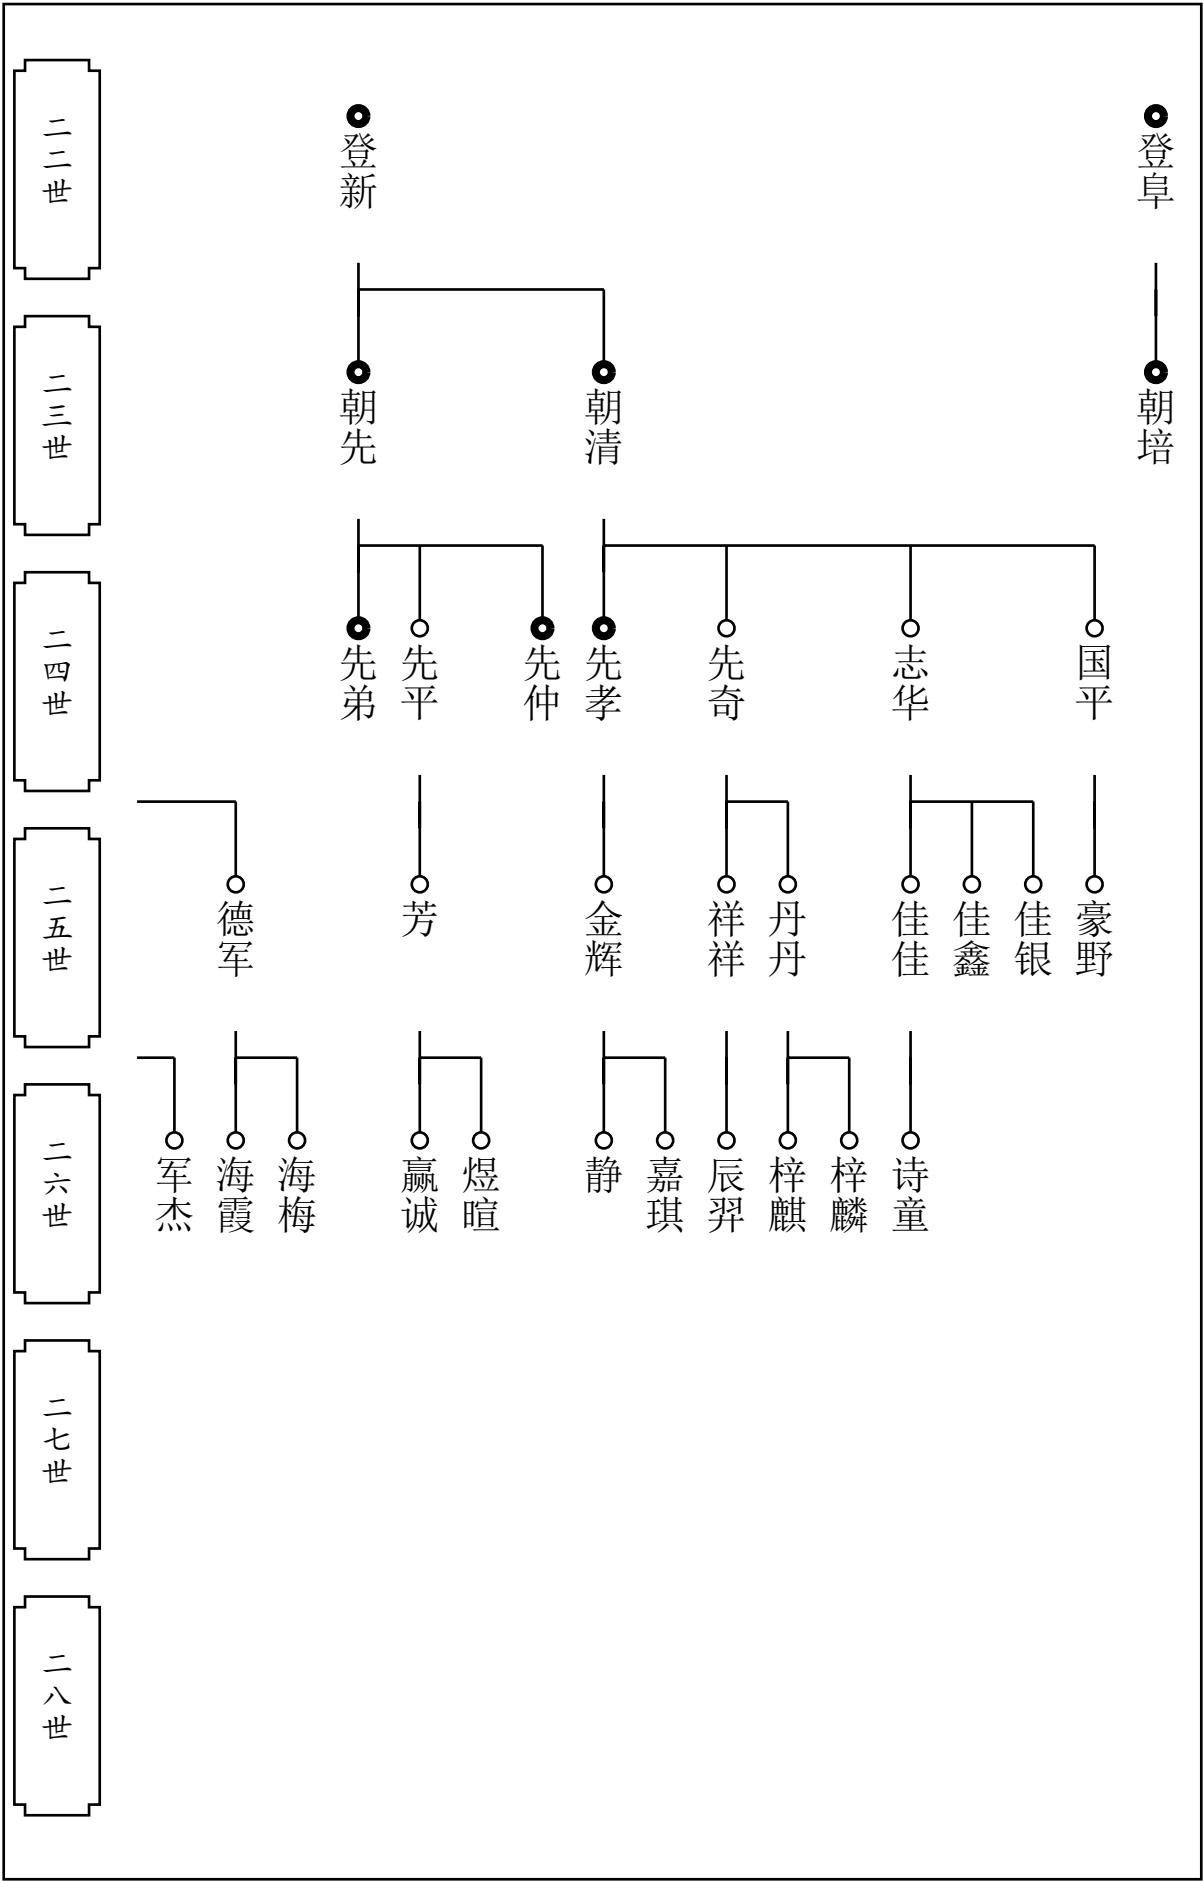 二二世
登新
登阜
二三世
朝先
朝清
朝培
二四世
先弟
先平
先仲
先孝
先奇
志华
国平
二五世
德军
芳
金辉
祥祥
丹丹
佳佳
佳鑫
佳银
豪野
二六世
军杰
海霞
海梅
赢诚
煜暄
静
嘉琪
辰羿
梓麒
梓麟
诗童
二七世
二八世